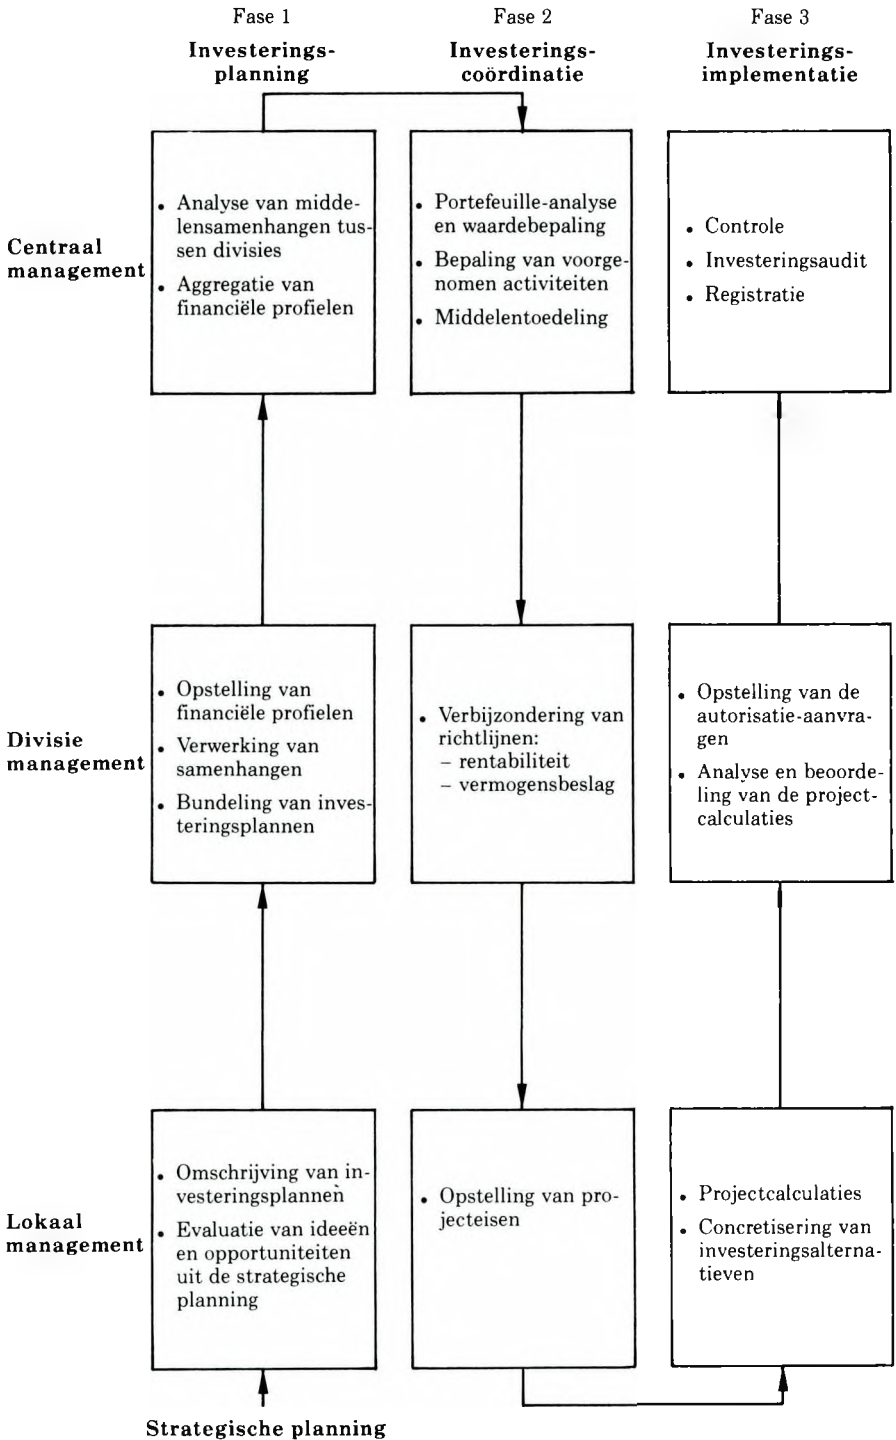 Fase 1
Investerings-
planning
Fase 2
Investerings-
coördinatie
Fase 3
Investerings-
implementatie
Centraal
management
• Analyse van midde-
lensamenhangen tus-
sen divisies
• Aggregatie van
financiële profielen
• Portefeuille-analyse
en waardebepaling
• Bepaling van voorge-
nomen activiteiten
• Middelentoedeling
• Controle
• Investeringsaudit
• Registratie
Divisie
management
• Opstelling van
financiële profielen
• Verwerking van
samenhangen
• Bundeling van inves-
teringsplannen
• Verbijzondering van
richtlijnen:
– rentabiliteit
– vermogensbeslag
• Opstelling van de
autorisatie-aanvra-
gen
• Analyse en beoorde-
ling van de project-
calculaties
Lokaal
management
• Omschrijving van in-
vesteringsplannen
• Evaluatie van ideeën
en opportuniteiten
uit de strategische
planning
• Opstelling van pro-
jecteisen
• Projectcalculaties
• Concretisering van
investeringsalterna-
tieven
Strategische planning